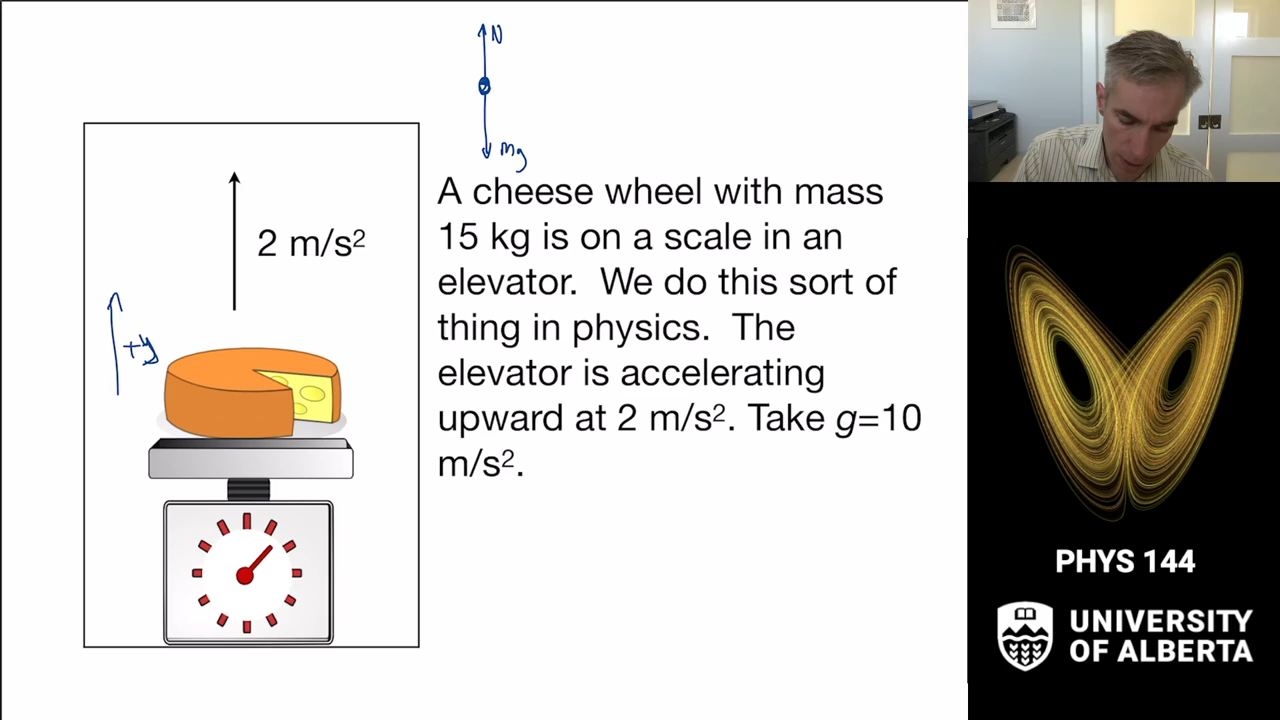 N
mg
2 m/s²
+y
A cheese wheel with mass
15 kg is on a scale in an
elevator.  We do this sort of
thing in physics.  The
elevator is accelerating
upward at 2 m/s². Take g=10
m/s².
PHYS 144
UNIVERSITY
OF ALBERTA